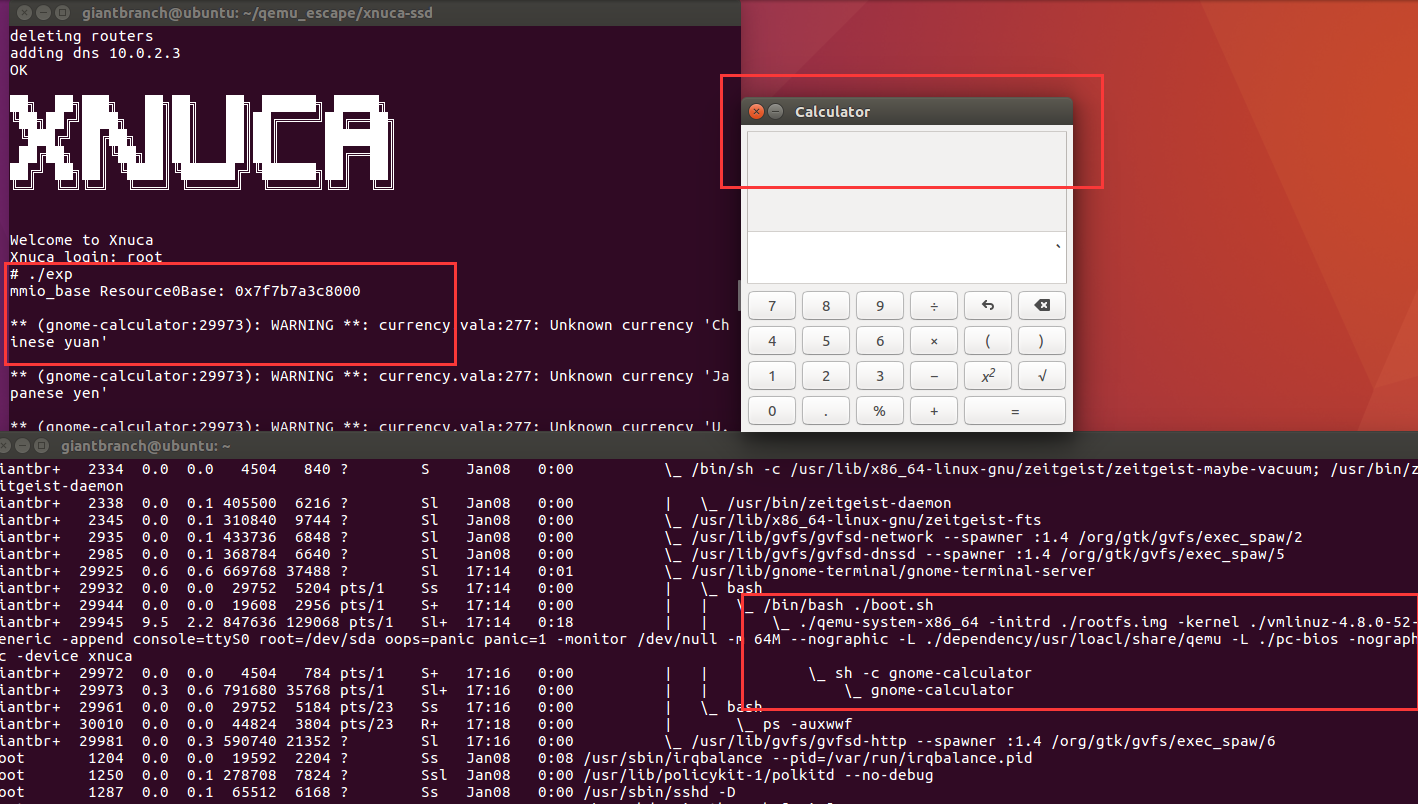 giantbranch@ubuntu: ~/qemu_escape/xnuca-ssd
deleting routers
adding dns 10.0.2.3
OK
XNUCA
Welcome to Xnuca
Xnuca login: root
# ./exp
mmio_base Resource0Base: 0x7f7b7a3c8000
** (gnome-calculator:29973): WARNING **: currency.vala:277: Unknown currency 'Ch
inese yuan'
** (gnome-calculator:29973): WARNING **: currency.vala:277: Unknown currency 'Ja
panese yen'
** (gnome-calculator:29973): WARNING **: currency.vala:277: Unknown currency 'U.
Calculator
`
7 8 9 ÷
4 5 6 × ( )
1 2 3 − x² √
0 . % + =
giantbranch@ubuntu: ~
iantbr+   2334  0.0  0.0   4504   840 ?        S    Jan08   0:00          \_ /bin/sh -c /usr/lib/x86_64-linux-gnu/zeitgeist/zeitgeist-maybe-vacuum; /usr/bin/z
eitgeist-daemon
iantbr+   2338  0.0  0.1 405500  6216 ?        Sl   Jan08   0:00          |   \_ /usr/bin/zeitgeist-daemon
iantbr+   2345  0.0  0.1 310840  9744 ?        Sl   Jan08   0:00          \_ /usr/lib/x86_64-linux-gnu/zeitgeist-fts
iantbr+   2935  0.0  0.1 433736  6848 ?        Sl   Jan08   0:00          \_ /usr/lib/gvfs/gvfsd-network --spawner :1.4 /org/gtk/gvfs/exec_spaw/2
iantbr+   2985  0.0  0.1 368784  6640 ?        Sl   Jan08   0:00          \_ /usr/lib/gvfs/gvfsd-dnssd --spawner :1.4 /org/gtk/gvfs/exec_spaw/5
iantbr+  29925  0.6  0.6 669768 37488 ?        Sl   17:14   0:01          \_ /usr/lib/gnome-terminal/gnome-terminal-server
iantbr+  29932  0.0  0.0  29752  5204 pts/1    Ss   17:14   0:00          |   \_ bash
iantbr+  29944  0.0  0.0  19608  2956 pts/1    S+   17:14   0:00          |   |   \_ /bin/bash ./boot.sh
iantbr+  29945  9.5  2.2 847636 129068 pts/1   Sl+  17:14   0:18          |   |       \_ ./qemu-system-x86_64 -initrd ./rootfs.img -kernel ./vmlinuz-4.8.0-52-
eneric -append console=ttyS0 root=/dev/sda oops=panic panic=1 -monitor /dev/null -m 64M --nographic -L ./dependency/usr/loacl/share/qemu -L ./pc-bios -nograph
c -device xnuca
iantbr+  29972  0.0  0.0   4504   784 pts/1    S+   17:16   0:00          |   |           \_ sh -c gnome-calculator
iantbr+  29973  0.3  0.6 791680 35768 pts/1    Sl+  17:16   0:00          |   |               \_ gnome-calculator
iantbr+  29961  0.0  0.0  29752  5184 pts/23   Ss   17:16   0:00          |   \_ bash
iantbr+  30010  0.0  0.0  44824  3804 pts/23   R+   17:18   0:00          |       \_ ps -auxwwf
iantbr+  29981  0.0  0.3 590740 21352 ?        Sl   17:16   0:00          \_ /usr/lib/gvfs/gvfsd-http --spawner :1.4 /org/gtk/gvfs/exec_spaw/6
oot       1204  0.0  0.0  19592  2204 ?        Ss   Jan08   0:08 /usr/sbin/irqbalance --pid=/var/run/irqbalance.pid
oot       1250  0.0  0.1 278708  7824 ?        Ssl  Jan08   0:00 /usr/lib/policykit-1/polkitd --no-debug
oot       1287  0.0  0.1  65512  6168 ?        Ss   Jan08   0:00 /usr/sbin/sshd -D